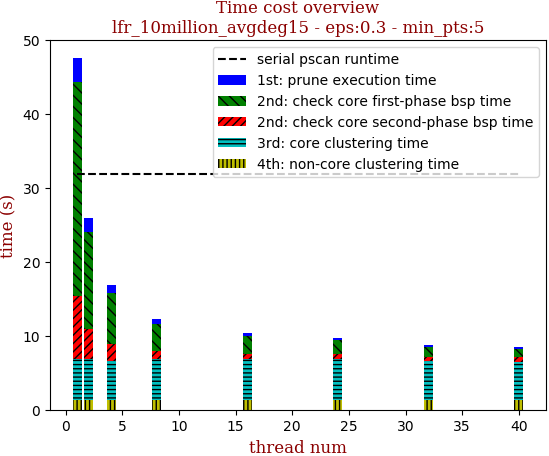 Time cost overview
lfr_10million_avgdeg15 - eps:0.3 - min_pts:5
serial pscan runtime
1st: prune execution time
2nd: check core first-phase bsp time
2nd: check core second-phase bsp time
3rd: core clustering time
4th: non-core clustering time
time (s)
50
40
30
20
10
0
0 5 10 15 20 25 30 35 40
thread num